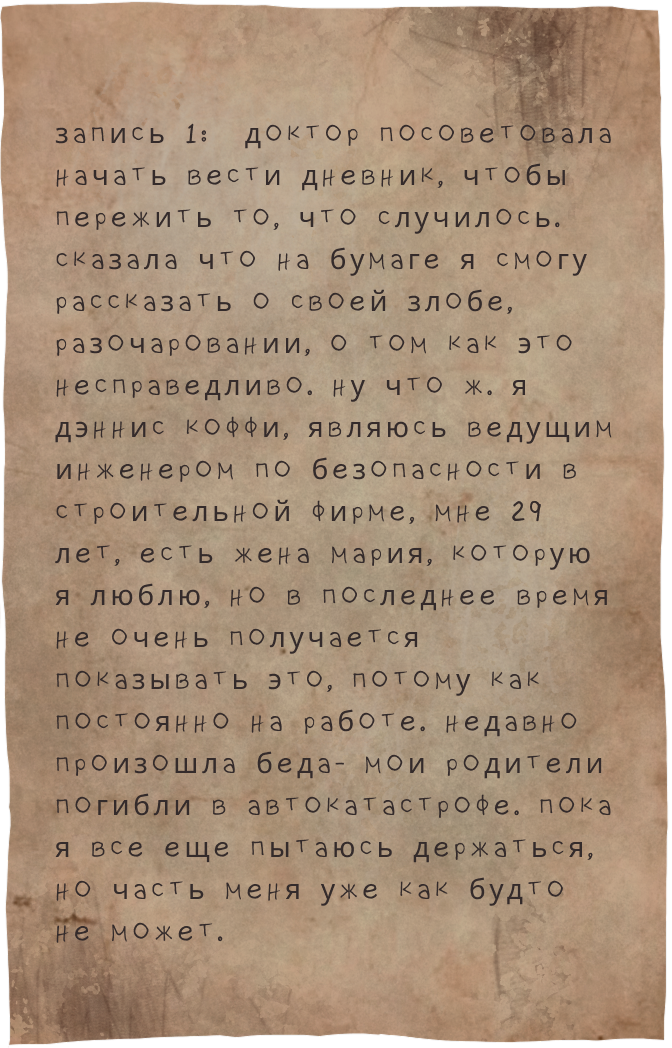 запись 1: доктор посоветовала
начать вести дневник, чтобы
пережить то, что случилось.
сказала что на бумаге я смогу
рассказать о своей злобе,
разочаровании, о том как это
несправедливо. ну что ж. я
дэннис коффи, являюсь ведущим
инженером по безопасности в
строительной фирме, мне 29
лет, есть жена мария, которую
я люблю, но в последнее время
не очень получается
показывать это, потому как
постоянно на работе. недавно
произошла беда- мои родители
погибли в автокатастрофе. пока
я все еще пытаюсь держаться,
но часть меня уже как будто
не может.